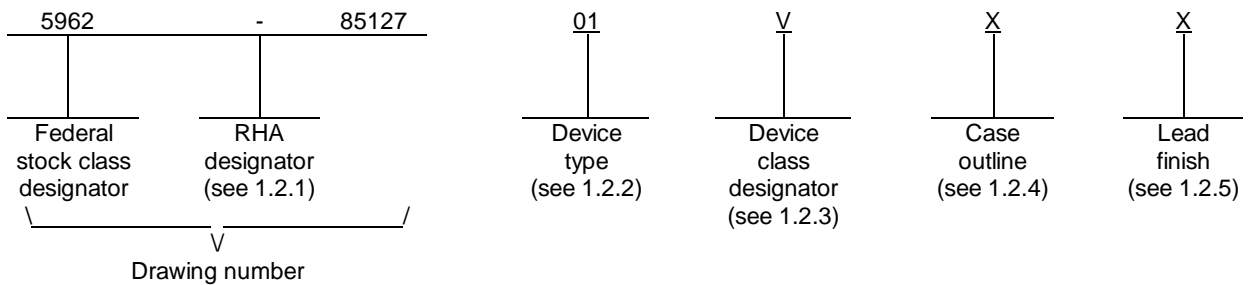 5962 - 85127 01 V X X
Federal stock class designator
RHA designator (see 1.2.1)
Device type (see 1.2.2)
Device class designator (see 1.2.3)
Case outline (see 1.2.4)
Lead finish (see 1.2.5)
\ /
\/
Drawing number